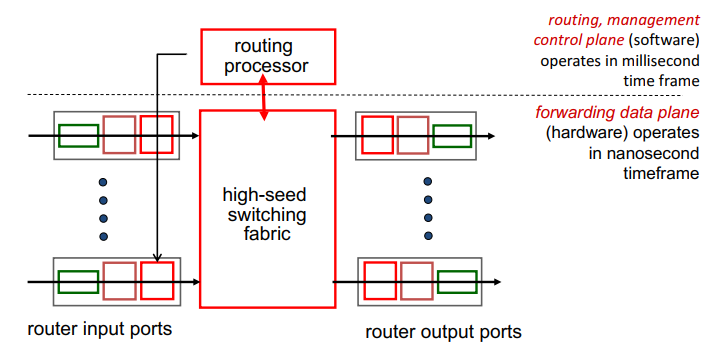 routing
processor
routing, management
control plane (software)
operates in millisecond
time frame
forwarding data plane
(hardware) operates
in nanosecond
timeframe
high-seed
switching
fabric
router input ports
router output ports